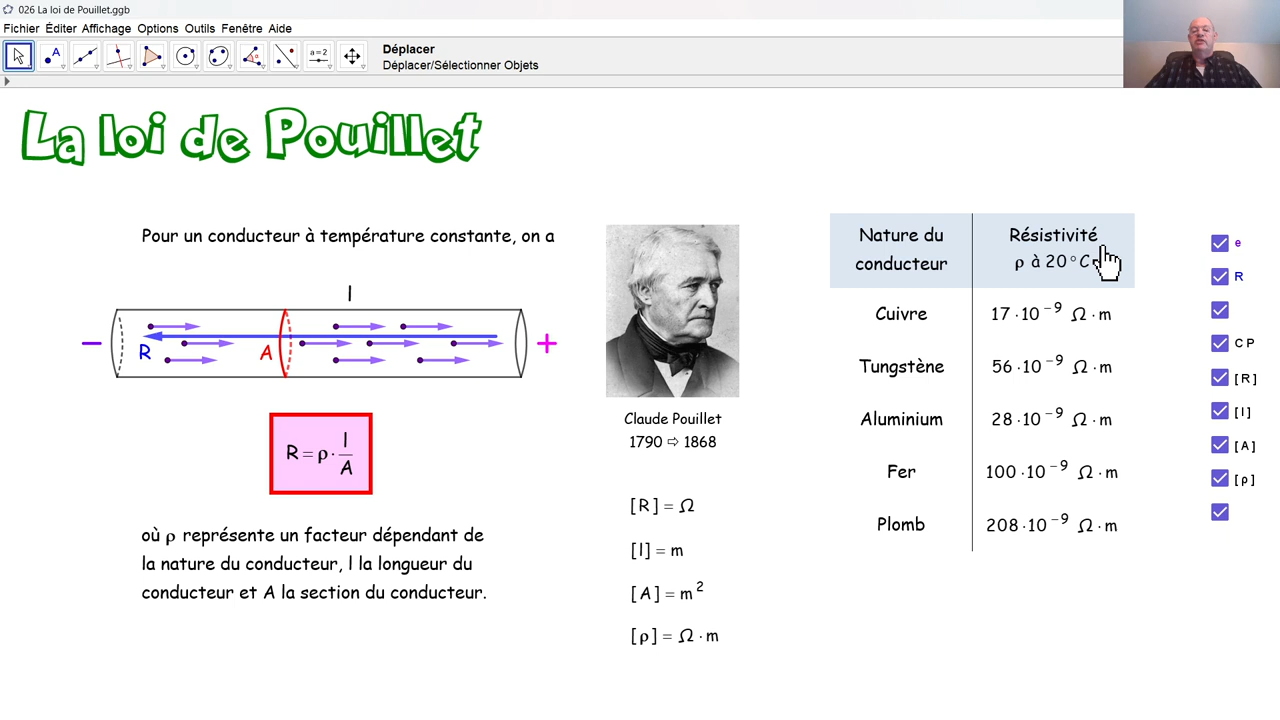 026 La loi de Pouillet.ggb
Fichier Éditer Affichage Options Outils Fenêtre Aide
A
a=2
Déplacer
Déplacer/Sélectionner Objets
La loi de Pouillet
Pour un conducteur à température constante, on a
l
− R A +
R = ρ · l/A
où ρ représente un facteur dépendant de
la nature du conducteur, l la longueur du
conducteur et A la section du conducteur.
Claude Pouillet
1790 ⇨ 1868
[R] = Ω
[l] = m
[A] = m²
[ρ] = Ω · m
Nature du conducteur
Résistivité ρ à 20°C
Cuivre 17 · 10⁻⁹ Ω · m
Tungstène 56 · 10⁻⁹ Ω · m
Aluminium 28 · 10⁻⁹ Ω · m
Fer 100 · 10⁻⁹ Ω · m
Plomb 208 · 10⁻⁹ Ω · m
e
R
C P
[R]
[l]
[A]
[ρ]